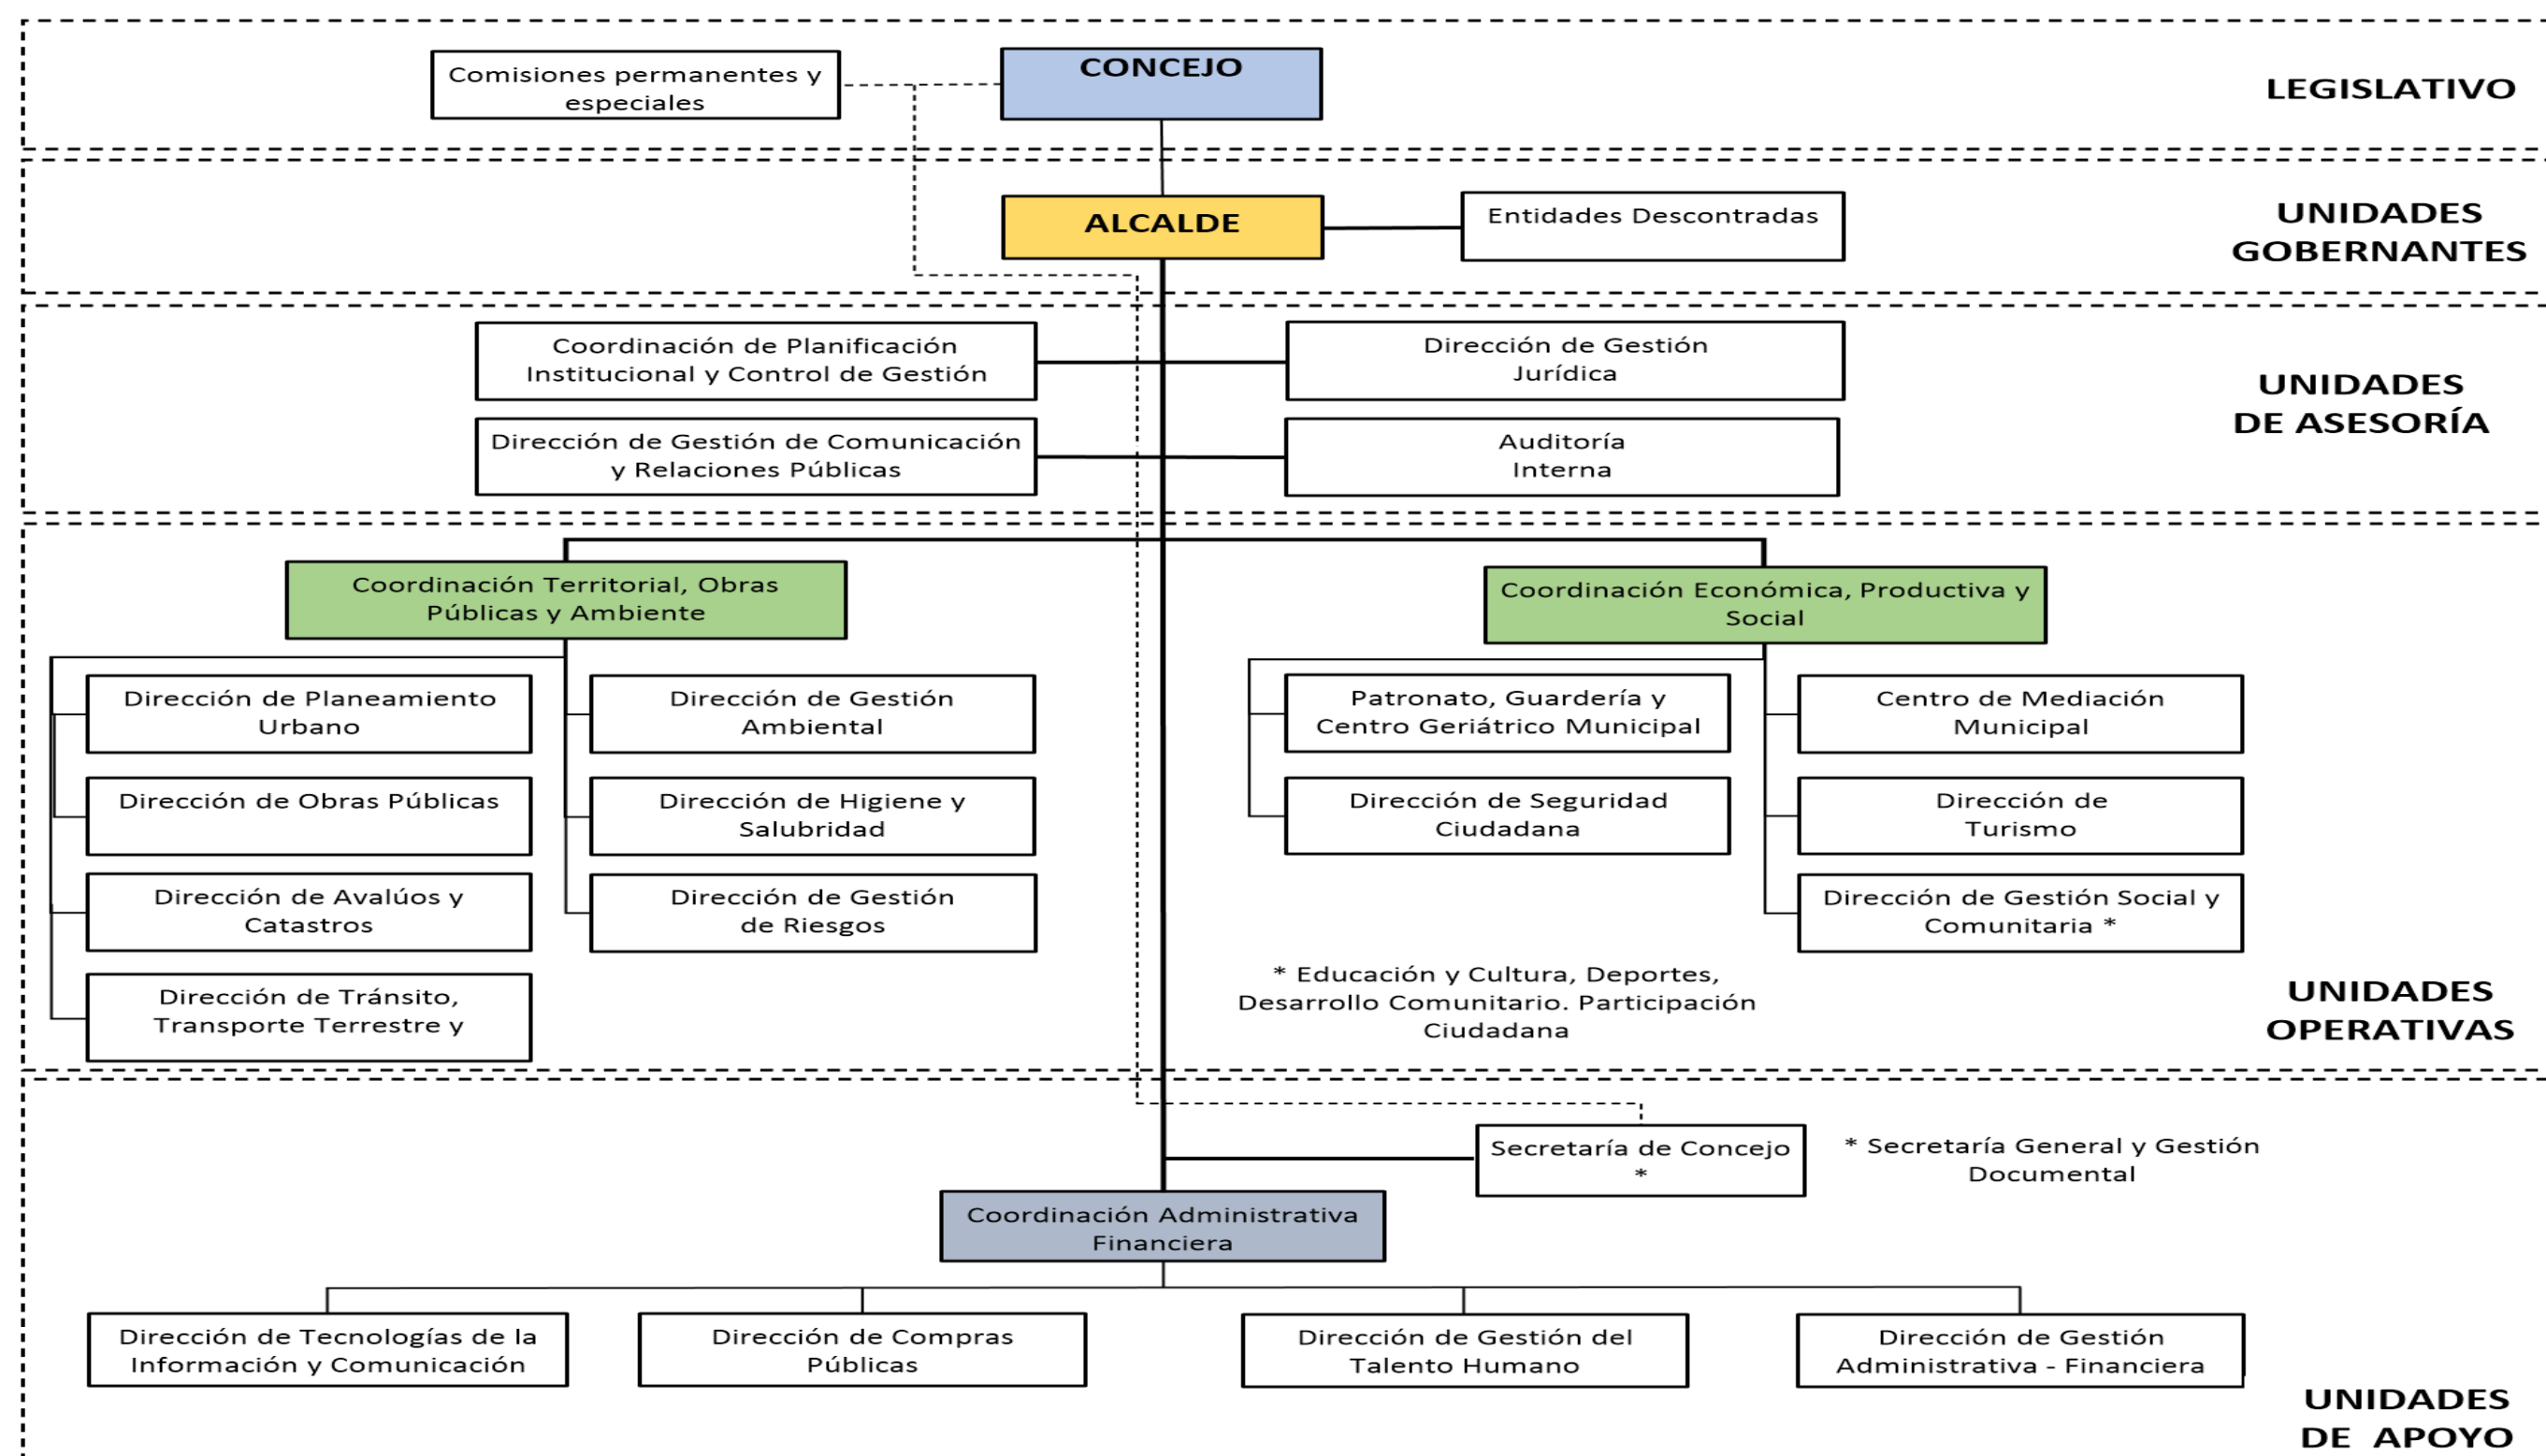 Comisiones permanentes y
especiales
CONCEJO
LEGISLATIVO
ALCALDE
Entidades Descontradas
UNIDADES
GOBERNANTES
Coordinación de Planificación
Institucional y Control de Gestión
Dirección de Gestión
Jurídica
Dirección de Gestión de Comunicación
y Relaciones Públicas
Auditoría
Interna
UNIDADES
DE ASESORÍA
Coordinación Territorial, Obras
Públicas y Ambiente
Coordinación Económica, Productiva y
Social
Dirección de Planeamiento
Urbano
Dirección de Gestión
Ambiental
Patronato, Guardería y
Centro Geriátrico Municipal
Centro de Mediación
Municipal
Dirección de Obras Públicas
Dirección de Higiene y
Salubridad
Dirección de Seguridad
Ciudadana
Dirección de
Turismo
Dirección de Avalúos y
Catastros
Dirección de Gestión
de Riesgos
Dirección de Gestión Social y
Comunitaria *
Dirección de Tránsito,
Transporte Terrestre y
* Educación y Cultura, Deportes,
Desarrollo Comunitario. Participación
Ciudadana
UNIDADES
OPERATIVAS
Secretaría de Concejo
*
* Secretaría General y Gestión
Documental
Coordinación Administrativa
Financiera
Dirección de Tecnologías de la
Información y Comunicación
Dirección de Compras
Públicas
Dirección de Gestión del
Talento Humano
Dirección de Gestión
Administrativa - Financiera
UNIDADES
DE APOYO